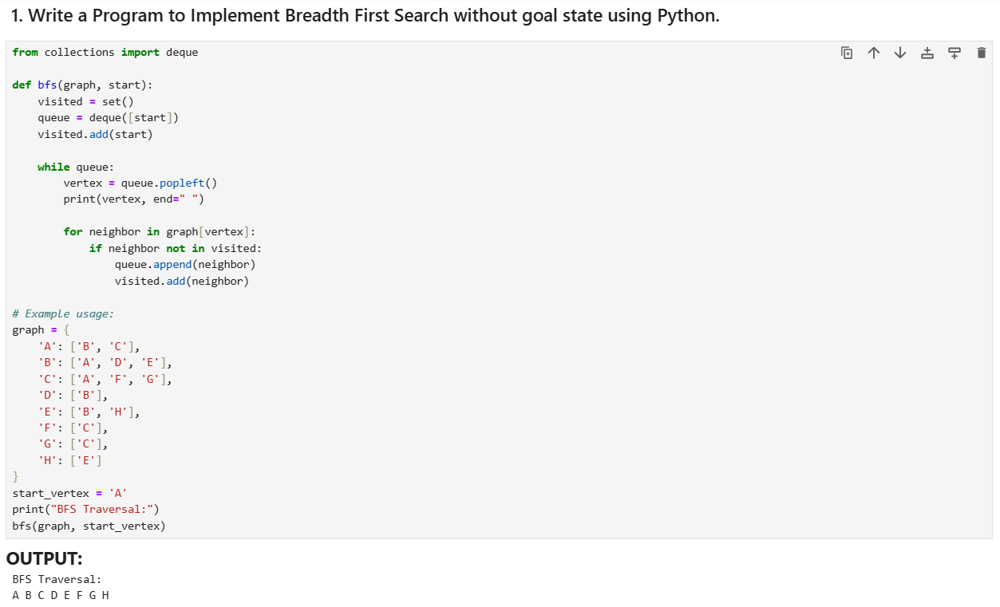 1. Write a Program to Implement Breadth First Search without goal state using Python.
from collections import deque

def bfs(graph, start):
    visited = set()
    queue = deque([start])
    visited.add(start)

    while queue:
        vertex = queue.popleft()
        print(vertex, end=" ")

        for neighbor in graph[vertex]:
            if neighbor not in visited:
                queue.append(neighbor)
                visited.add(neighbor)

# Example usage:
graph = {
    'A': ['B', 'C'],
    'B': ['A', 'D', 'E'],
    'C': ['A', 'F', 'G'],
    'D': ['B'],
    'E': ['B', 'H'],
    'F': ['C'],
    'G': ['C'],
    'H': ['E']
}
start_vertex = 'A'
print("BFS Traversal:")
bfs(graph, start_vertex)
OUTPUT:
BFS Traversal:
A B C D E F G H